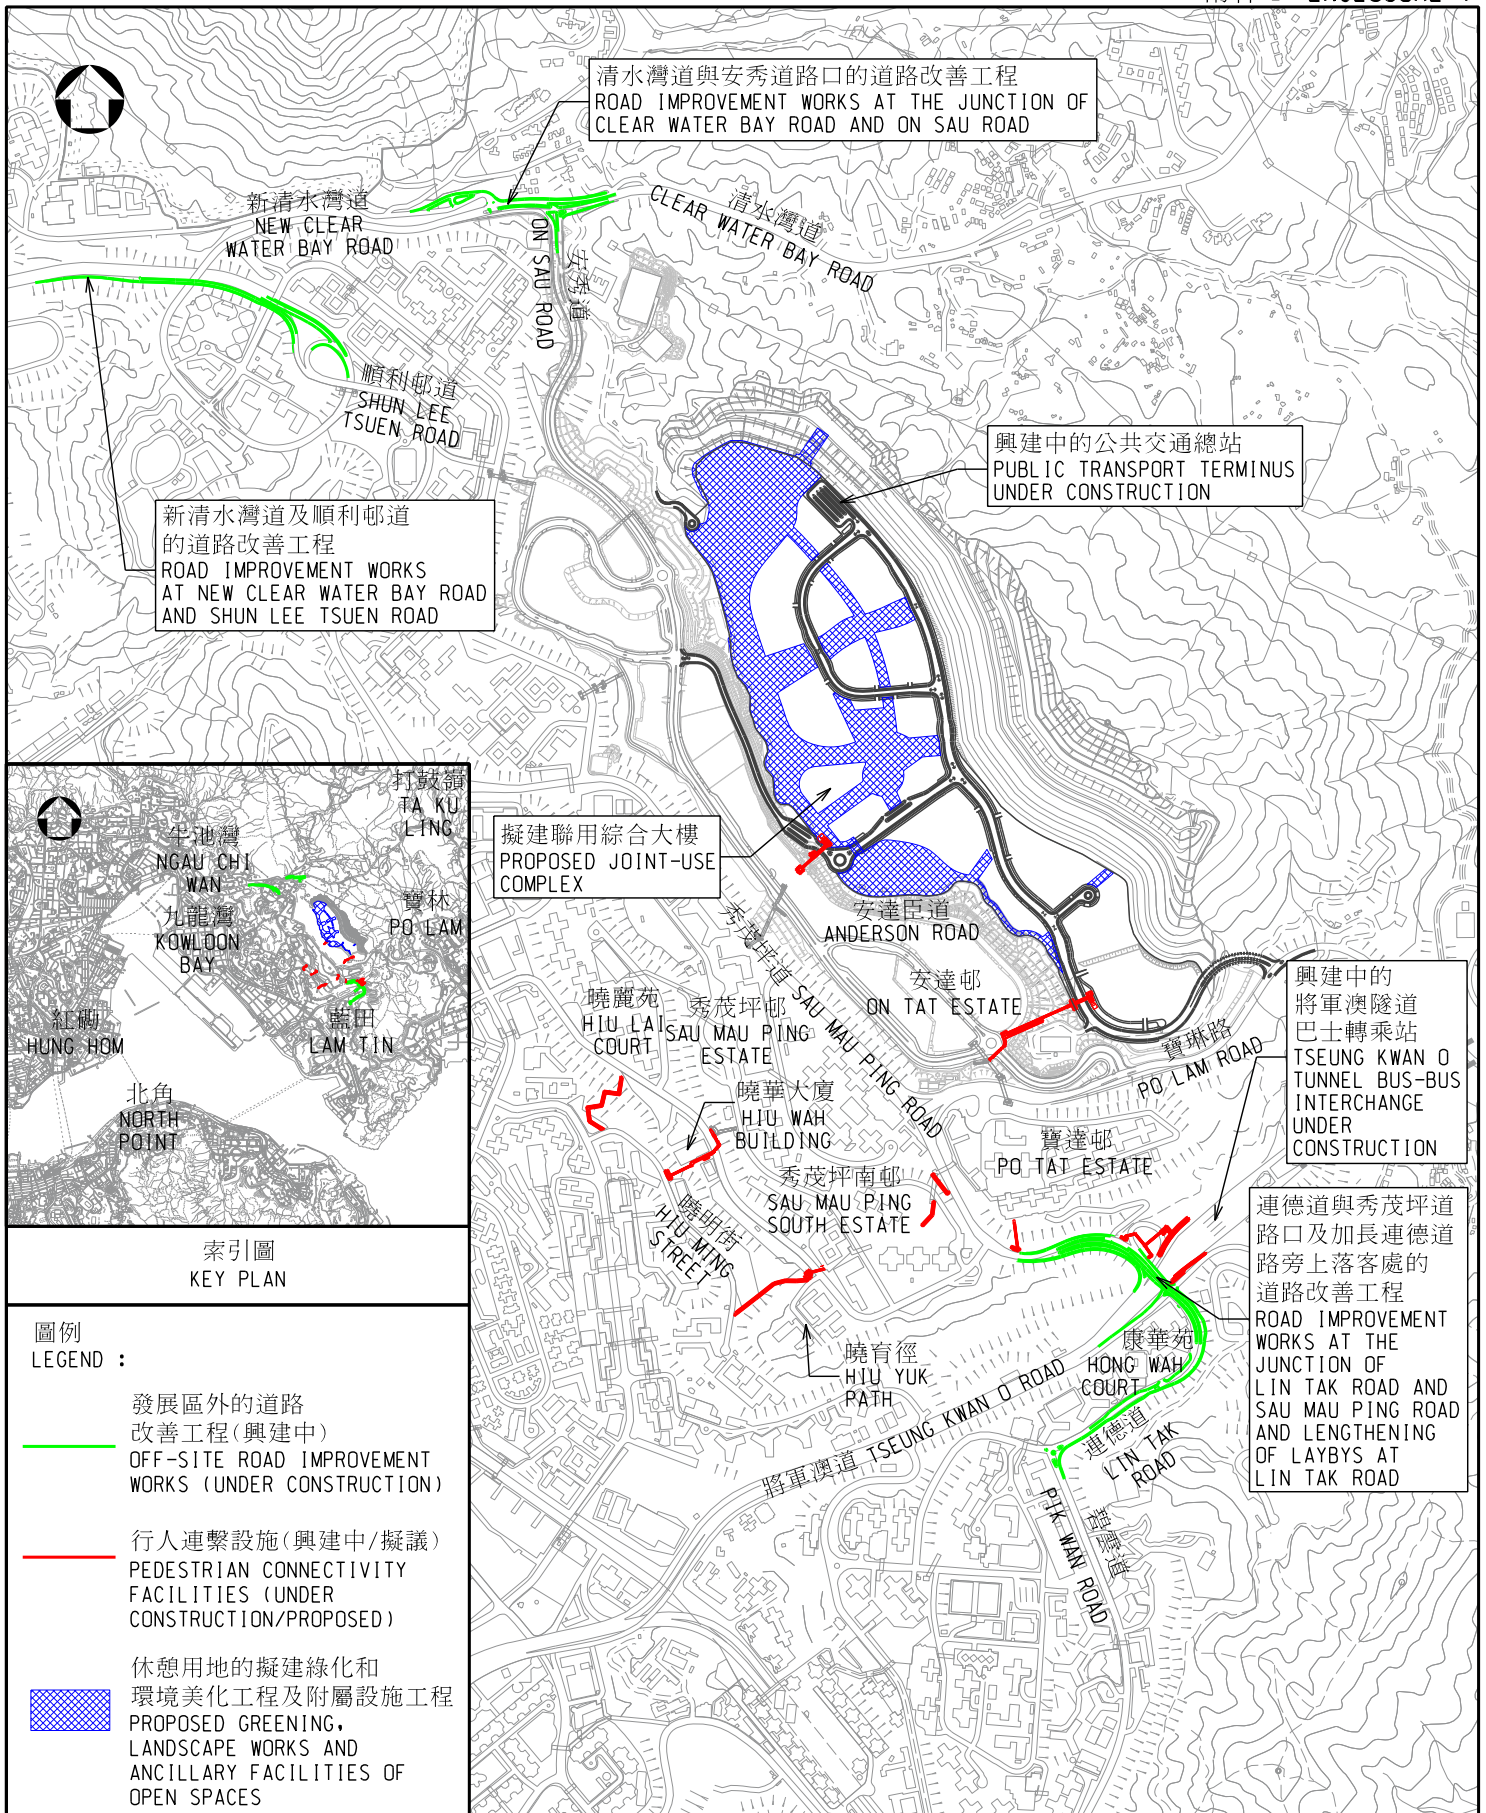 清水灣道與安秀道路口的道路改善工程
ROAD IMPROVEMENT WORKS AT THE JUNCTION OF
CLEAR WATER BAY ROAD AND ON SAU ROAD
新清水灣道
NEW CLEAR
WATER BAY ROAD
清水灣道
CLEAR WATER BAY ROAD
安秀道
ON SAU ROAD
順利邨道
SHUN LEE
TSUEN ROAD
興建中的公共交通總站
PUBLIC TRANSPORT TERMINUS
UNDER CONSTRUCTION
新清水灣道及順利邨道
的道路改善工程
ROAD IMPROVEMENT WORKS
AT NEW CLEAR WATER BAY ROAD
AND SHUN LEE TSUEN ROAD
擬建聯用綜合大樓
PROPOSED JOINT-USE
COMPLEX
安達臣道
ANDERSON ROAD
秀茂坪道 SAU MAU PING ROAD
安達邨
ON TAT ESTATE
曉麗苑
HIU LAI
COURT
秀茂坪邨
SAU MAU PING
ESTATE
寶琳路
PO LAM ROAD
興建中的
將軍澳隧道
巴士轉乘站
TSEUNG KWAN O
TUNNEL BUS-BUS
INTERCHANGE
UNDER
CONSTRUCTION
曉華大廈
HIU WAH
BUILDING
寶達邨
PO TAT ESTATE
秀茂坪南邨
SAU MAU PING
SOUTH ESTATE
曉明街
HIU MING
STREET
連德道與秀茂坪道
路口及加長連德道
路旁上落客處的
道路改善工程
ROAD IMPROVEMENT
WORKS AT THE
JUNCTION OF
LIN TAK ROAD AND
SAU MAU PING ROAD
AND LENGTHENING
OF LAYBYS AT
LIN TAK ROAD
曉育徑
HIU YUK
PATH
康華苑
HONG WAH
COURT
將軍澳道 TSEUNG KWAN O ROAD
連德道
LIN TAK
ROAD
碧雲道
PIK WAN ROAD
打鼓嶺
TA KU
LING
牛池灣
NGAU CHI
WAN
寶林
PO LAM
九龍灣
KOWLOON
BAY
紅磡
HUNG HOM
藍田
LAM TIN
北角
NORTH
POINT
索引圖
KEY PLAN
圖例
LEGEND :
發展區外的道路
改善工程(興建中)
OFF-SITE ROAD IMPROVEMENT
WORKS (UNDER CONSTRUCTION)
行人連繫設施(興建中/擬議)
PEDESTRIAN CONNECTIVITY
FACILITIES (UNDER
CONSTRUCTION/PROPOSED)
休憩用地的擬建綠化和
環境美化工程及附屬設施工程
PROPOSED GREENING,
LANDSCAPE WORKS AND
ANCILLARY FACILITIES OF
OPEN SPACES